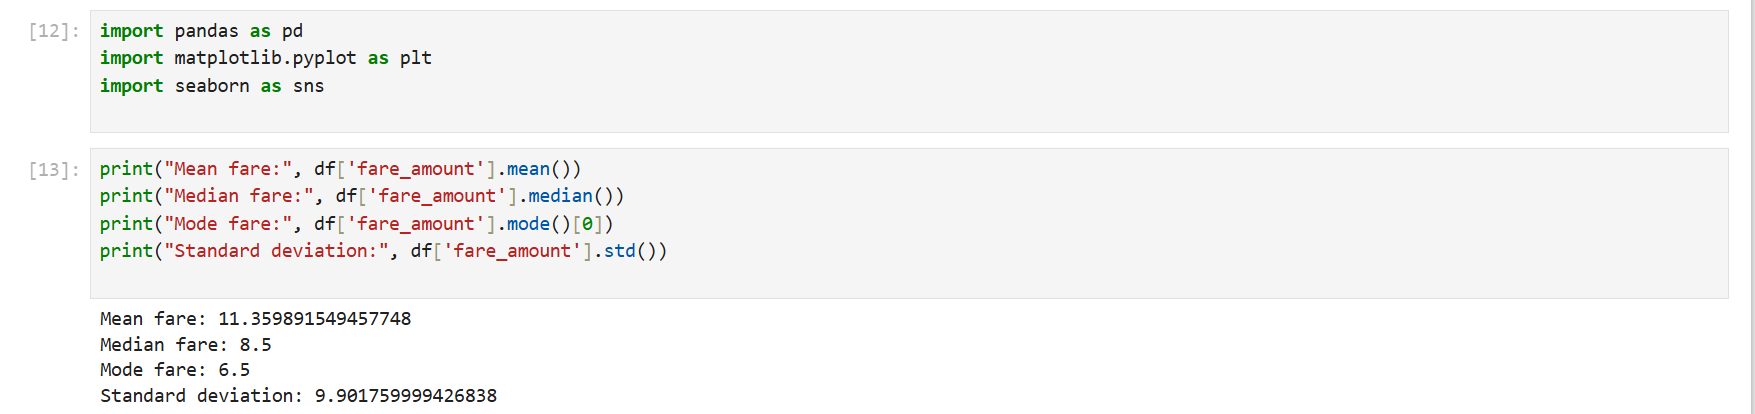 [12]:
import pandas as pd
import matplotlib.pyplot as plt
import seaborn as sns
[13]:
print("Mean fare:", df['fare_amount'].mean())
print("Median fare:", df['fare_amount'].median())
print("Mode fare:", df['fare_amount'].mode()[0])
print("Standard deviation:", df['fare_amount'].std())
Mean fare: 11.359891549457748
Median fare: 8.5
Mode fare: 6.5
Standard deviation: 9.901759999426838